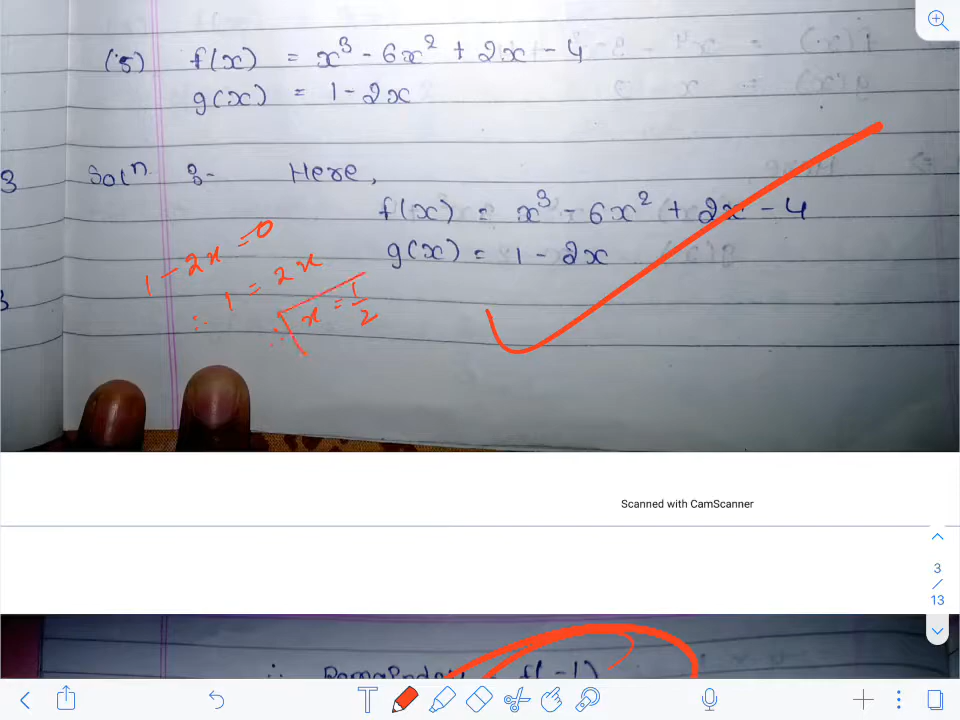 (5) f(x) = x³ - 6x² + 2x - 4
g(x) = 1 - 2x
3 Solⁿ :- Here,
f(x) = x³ - 6x² + 2x - 4
g(x) = 1 - 2x
1 - 2x = 0
∴ 1 = 2x
∴ x = 1/2
Scanned with CamScanner
3
/
13
∴ f(-1)
T